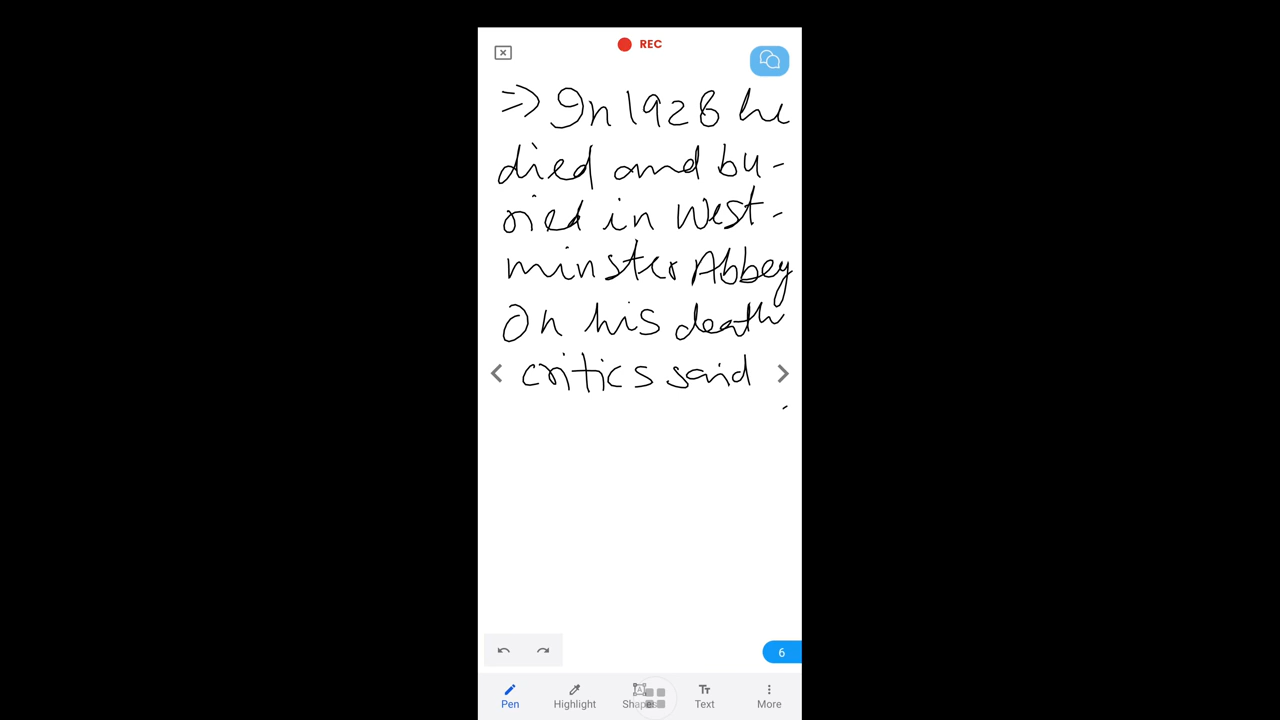 REC
=> In 1928 he
died and bu-
ried in West-
minster Abbey
On his death
critics said
6
Pen Highlight Shapes Text More